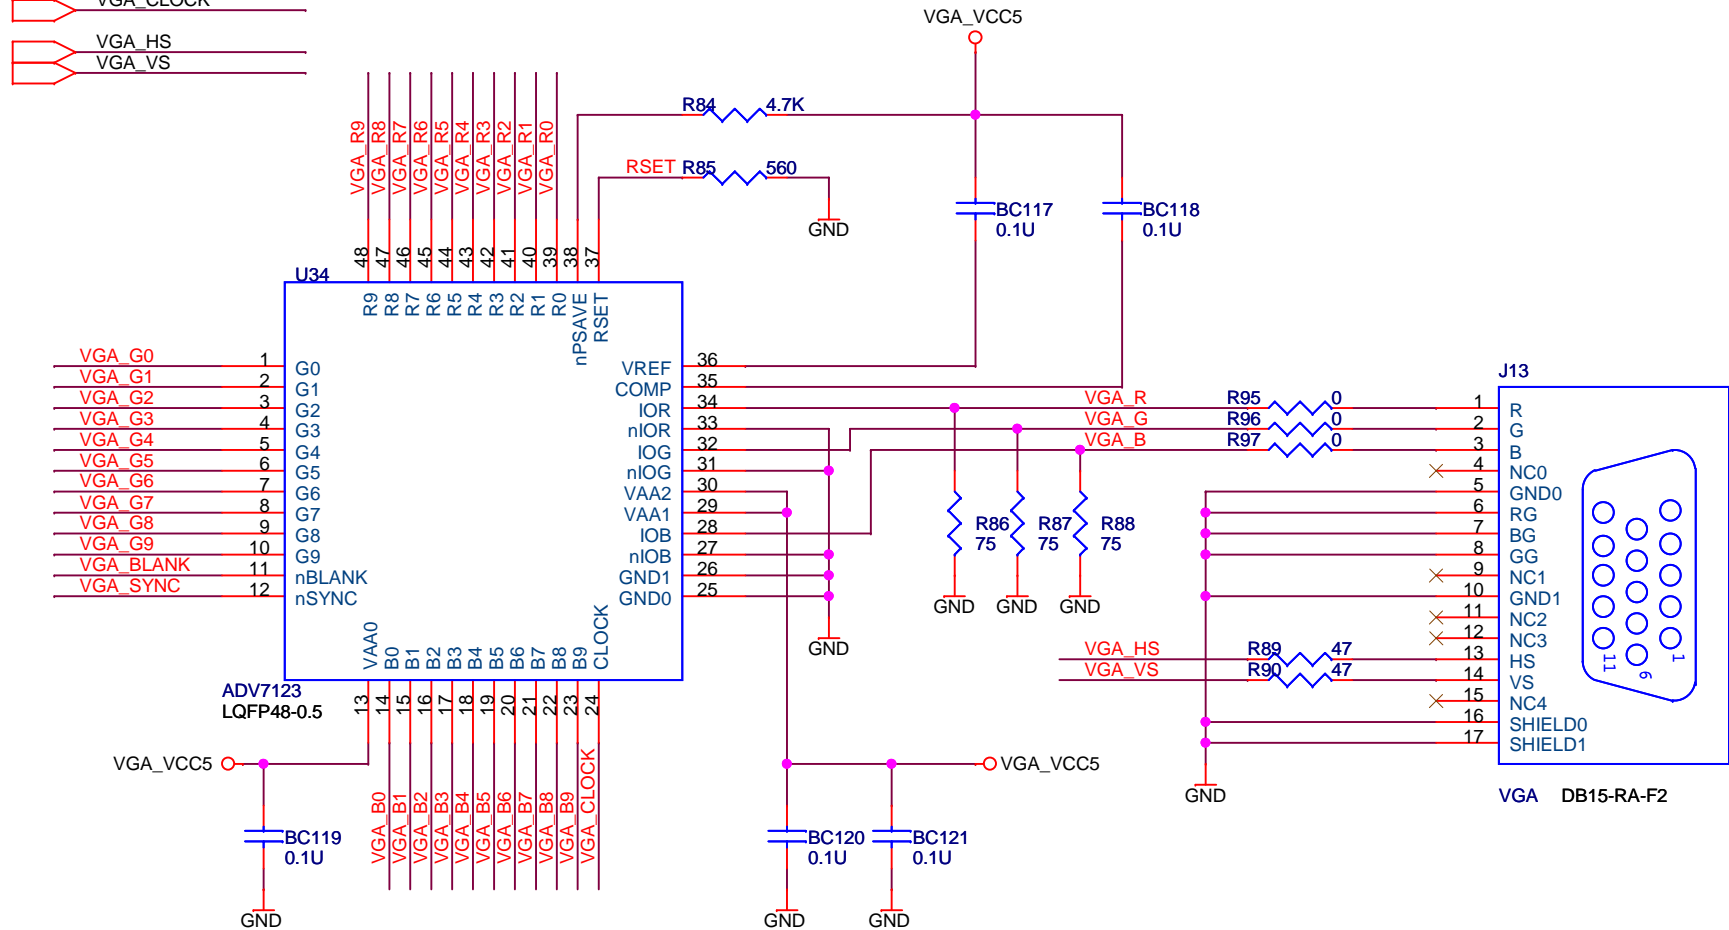 VGA_CLOCK
VGA_HS
VGA_VS
VGA_VCC5
R84 4.7K
RSET R85 560
GND
BC117
0.1U
BC118
0.1U
VGA_R9
VGA_R8
VGA_R7
VGA_R6
VGA_R5
VGA_R4
VGA_R3
VGA_R2
VGA_R1
VGA_R0
48
47
46
45
44
43
42
41
40
39
38
37
U34
R9
R8
R7
R6
R5
R4
R3
R2
R1
R0
nPSAVE
RSET
VGA_G0 1 G0
VGA_G1 2 G1
VGA_G2 3 G2
VGA_G3 4 G3
VGA_G4 5 G4
VGA_G5 6 G5
VGA_G6 7 G6
VGA_G7 8 G7
VGA_G8 9 G8
VGA_G9 10 G9
VGA_BLANK 11 nBLANK
VGA_SYNC 12 nSYNC
VREF 36
COMP 35
IOR 34
nIOR 33
IOG 32
nIOG 31
VAA2 30
VAA1 29
IOB 28
nIOB 27
GND1 26
GND0 25
VAA0
B0
B1
B2
B3
B4
B5
B6
B7
B8
B9
CLOCK
13
14
15
16
17
18
19
20
21
22
23
24
ADV7123
LQFP48-0.5
VGA_VCC5
BC119
0.1U
GND
VGA_B0
VGA_B1
VGA_B2
VGA_B3
VGA_B4
VGA_B5
VGA_B6
VGA_B7
VGA_B8
VGA_B9
VGA_CLOCK
GND
VGA_VCC5
BC120
0.1U
BC121
0.1U
GND
GND
VGA_R R95 0
VGA_G R96 0
VGA_B R97 0
R86
75
R87
75
R88
75
GND
GND
GND
VGA_HS R89 47
VGA_VS R90 47
GND
J13
1 R
2 G
3 B
4 NC0
5 GND0
6 RG
7 BG
8 GG
9 NC1
10 GND1
11 NC2
12 NC3
13 HS
14 VS
15 NC4
16 SHIELD0
17 SHIELD1
11
6
1
VGA DB15-RA-F2